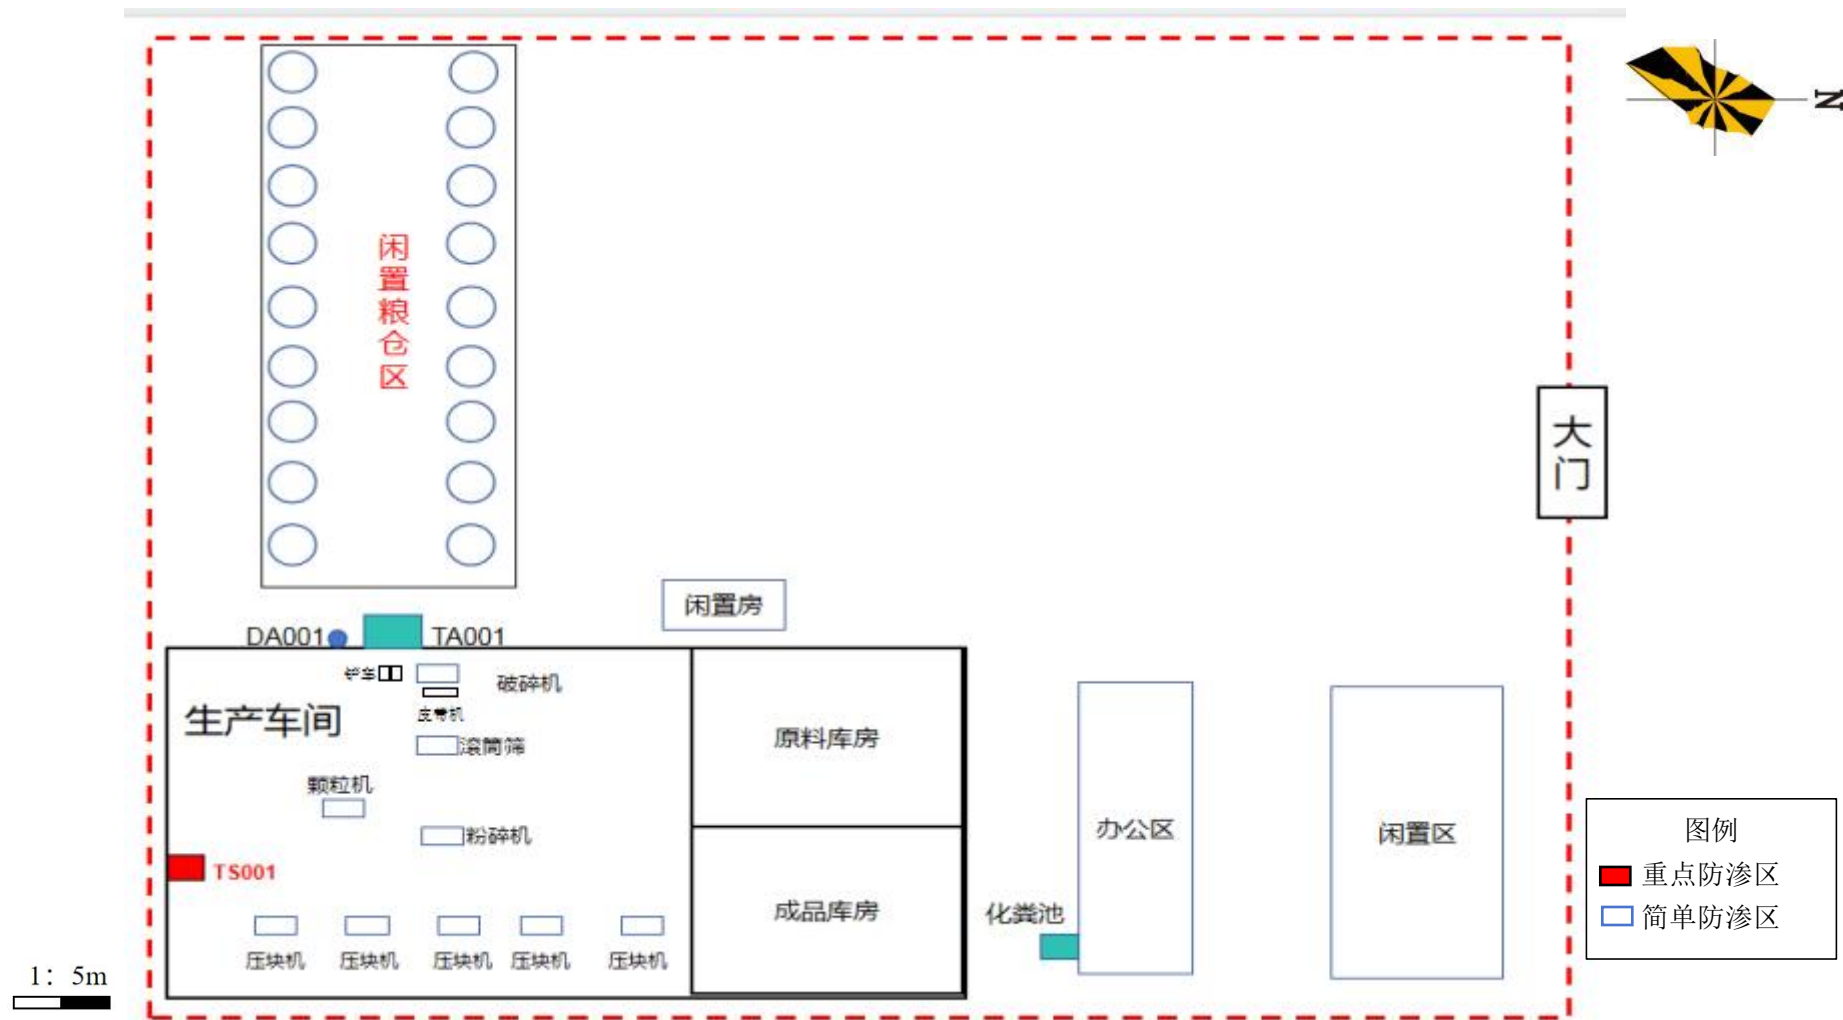 N
闲置粮仓区
大门
闲置房
DA001
TA001
铲车
破碎机
皮带机
生产车间
滚筒筛
原料库房
颗粒机
粉碎机
办公区
闲置区
图例
重点防渗区
简单防渗区
TS001
成品库房
化粪池
压块机
压块机
压块机
压块机
压块机
1：5m